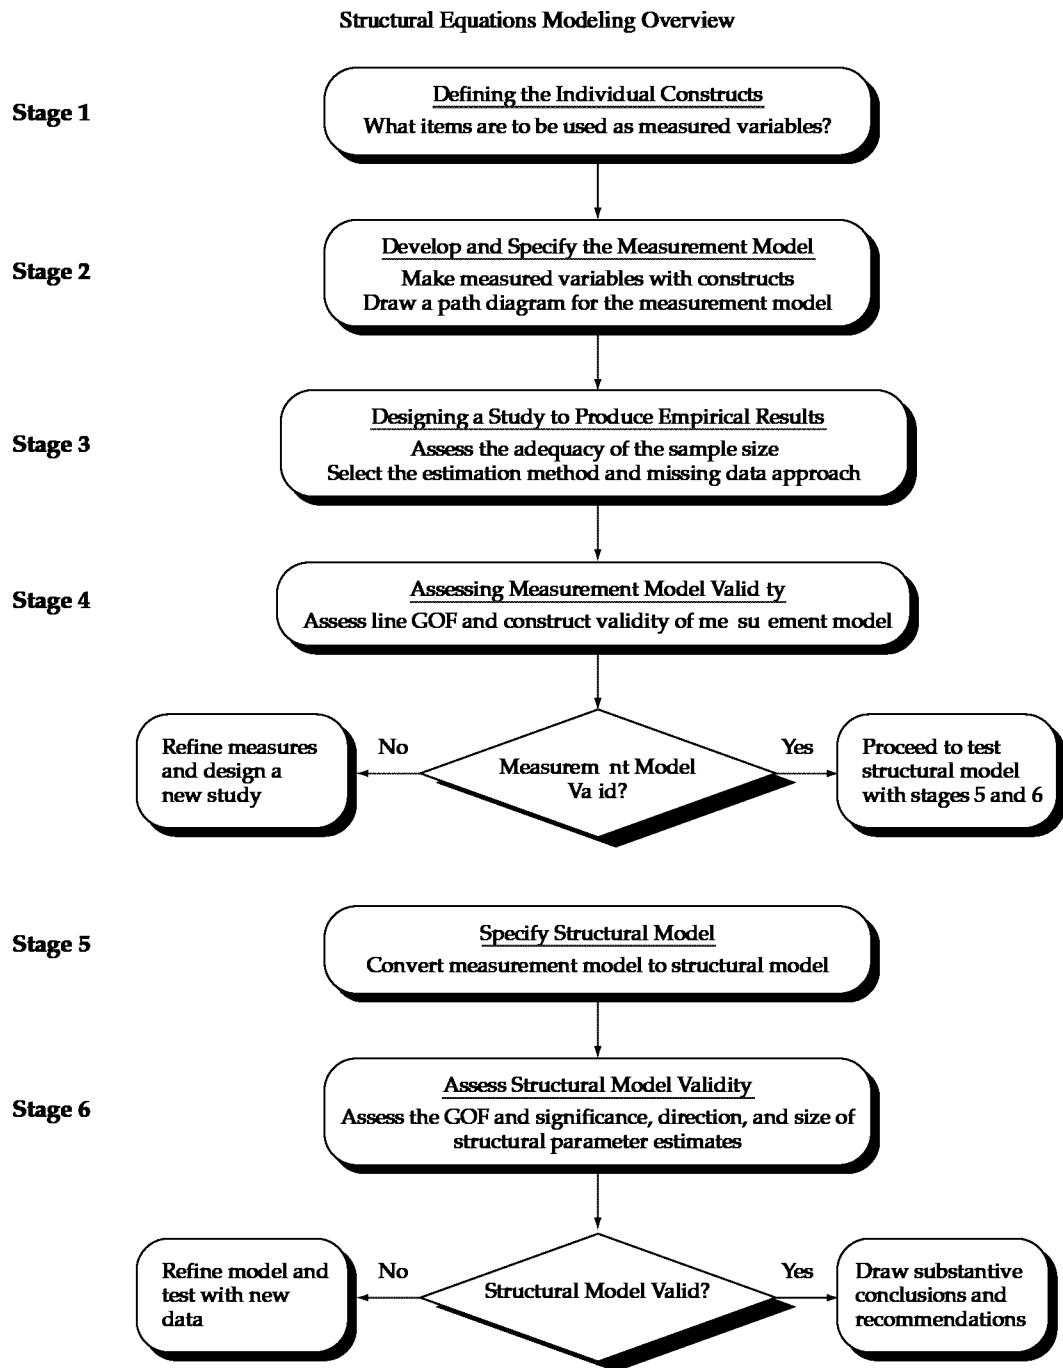 Structural Equations Modeling Overview
Stage 1
Defining the Individual Constructs
What items are to be used as measured variables?
Stage 2
Develop and Specify the Measurement Model
Make measured variables with constructs
Draw a path diagram for the measurement model
Stage 3
Designing a Study to Produce Empirical Results
Assess the adequacy of the sample size
Select the estimation method and missing data approach
Stage 4
Assessing Measurement Model Valid ty
Assess line GOF and construct validity of me su ement model
Refine measures
and design a
new study
No
Measurem nt Model
Va id?
Yes
Proceed to test
structural model
with stages 5 and 6
Stage 5
Specify Structural Model
Convert measurement model to structural model
Stage 6
Assess Structural Model Validity
Assess the GOF and significance, direction, and size of
structural parameter estimates
Refine model and
test with new
data
No
Structural Model Valid?
Yes
Draw substantive
conclusions and
recommendations